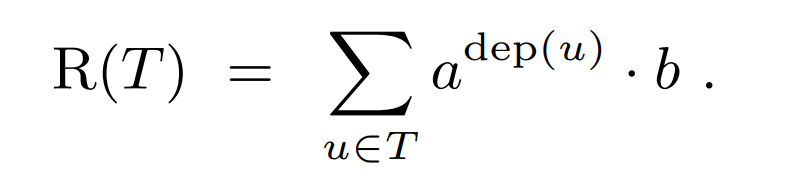 R(T) = ∑_{u∈T} a^{dep(u)} · b .